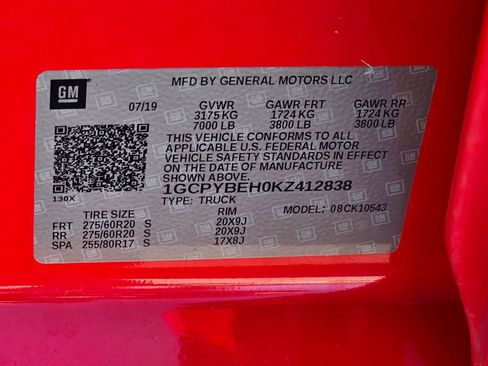 GM
MFD BY GENERAL MOTORS LLC
07/19 GVWR GAWR FRT GAWR RR
3175 KG 1724 KG 1724 KG
7000 LB 3800 LB 3800 LB
THIS VEHICLE CONFORMS TO ALL
APPLICABLE U.S. FEDERAL MOTOR
VEHICLE SAFETY STANDARDS IN EFFECT
ON THE DATE OF MANUFACTURE
SHOWN ABOVE.
1GCPYBEH0KZ412838
130X
TYPE: TRUCK MODEL: 08CK10543
TIRE SIZE RIM
FRT 275/60R20 S 20X9J
RR 275/60R20 S 20X9J
SPA 255/80R17 S 17X8J